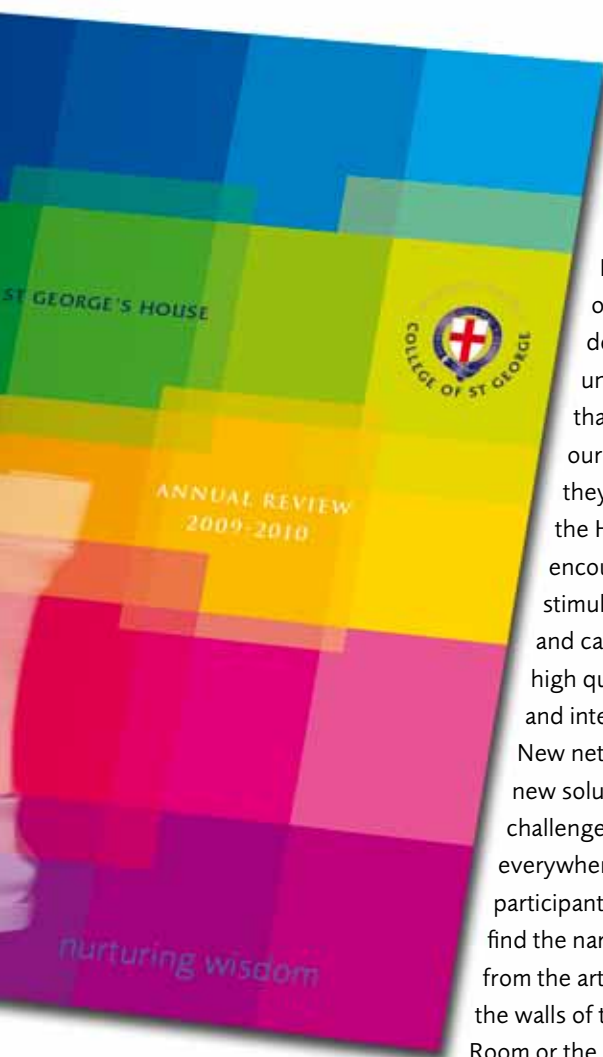 ST GEORGE'S HOUSE
COLLEGE OF ST GEORGE
ANNUAL REVIEW
2009-2010
nurturing wisdom
that
our
they
the
stimul
and ca
high qu
and inte
New net
new solu
challenge
everywher
participant
find the nar
from the art
the walls of t
Room or the